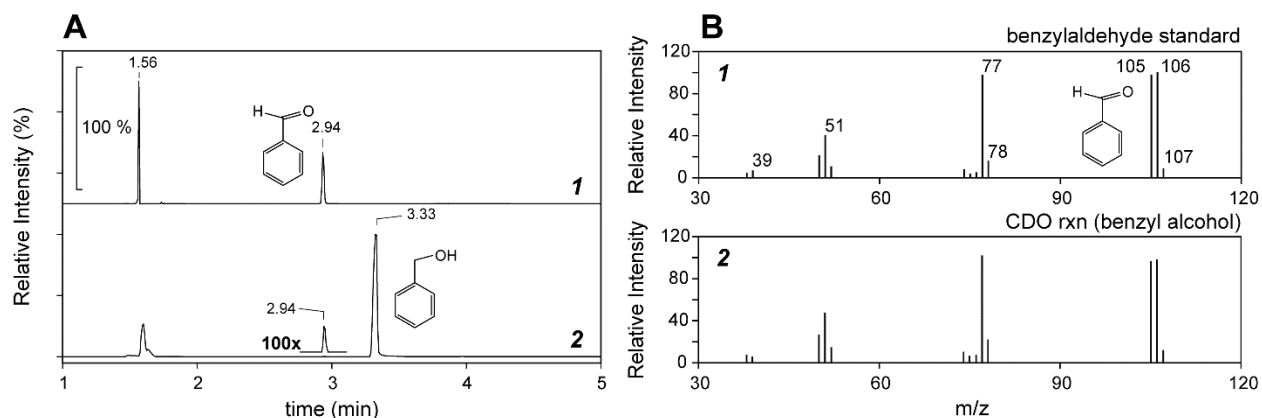 A
Relative Intensity (%)
1.56
100 %
H
O
2.94
1
Relative Intensity (%)
3.33
OH
2.94
100x
2
1 2 3 4 5
time (min)
B
benzylaldehyde standard
Relative Intensity
120
80
40
0
1
39
51
77
78
105 106
107
H
O
30 60 90 120
CDO rxn (benzyl alcohol)
Relative Intensity
120
80
40
0
2
30 60 90 120
m/z